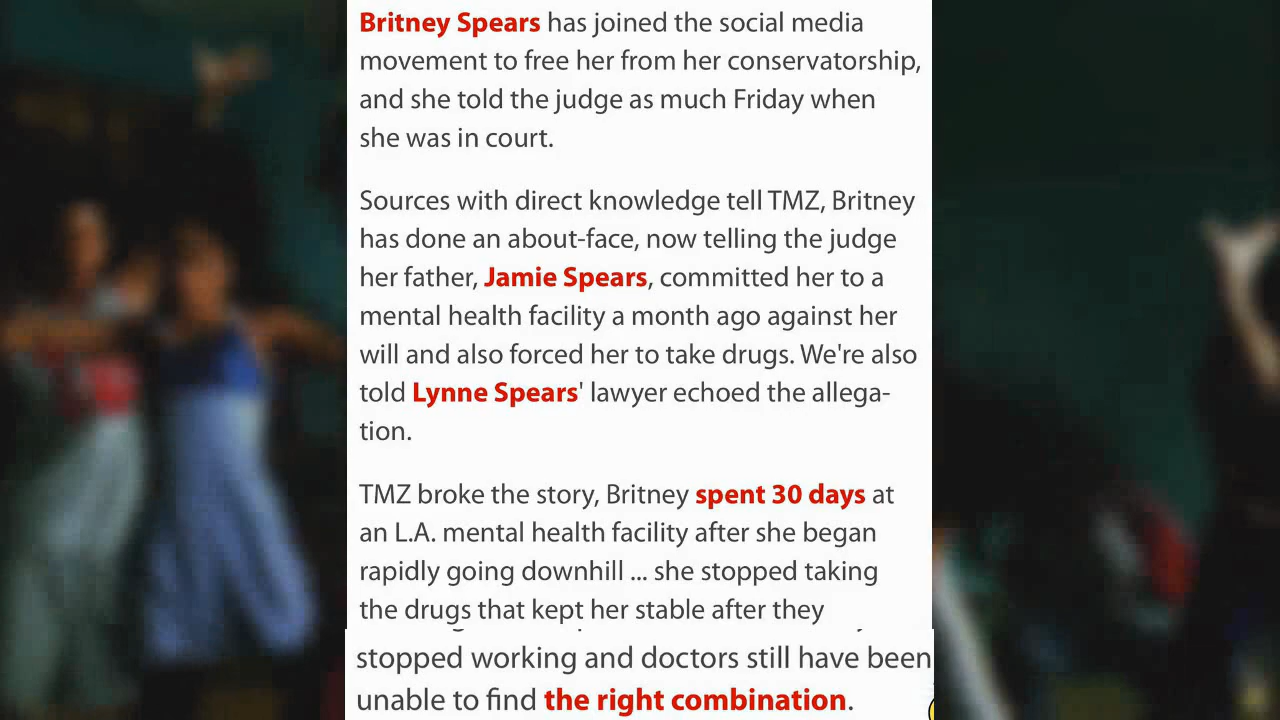 Britney Spears has joined the social media
movement to free her from her conservatorship,
and she told the judge as much Friday when
she was in court.
Sources with direct knowledge tell TMZ, Britney
has done an about-face, now telling the judge
her father, Jamie Spears, committed her to a
mental health facility a month ago against her
will and also forced her to take drugs. We're also
told Lynne Spears' lawyer echoed the allega-
tion.
TMZ broke the story, Britney spent 30 days at
an L.A. mental health facility after she began
rapidly going downhill ... she stopped taking
the drugs that kept her stable after they
stopped working and doctors still have been
unable to find the right combination.